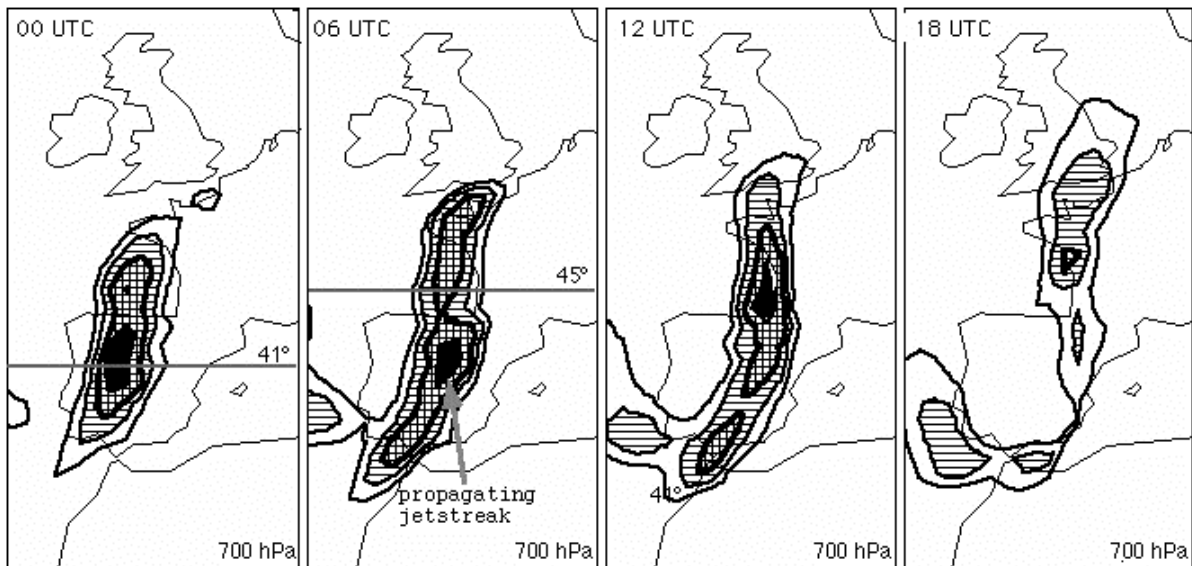 00 UTC
41°
700 hPa
06 UTC
45°
propagating
jetstreak
700 hPa
12 UTC
41°
700 hPa
18 UTC
700 hPa